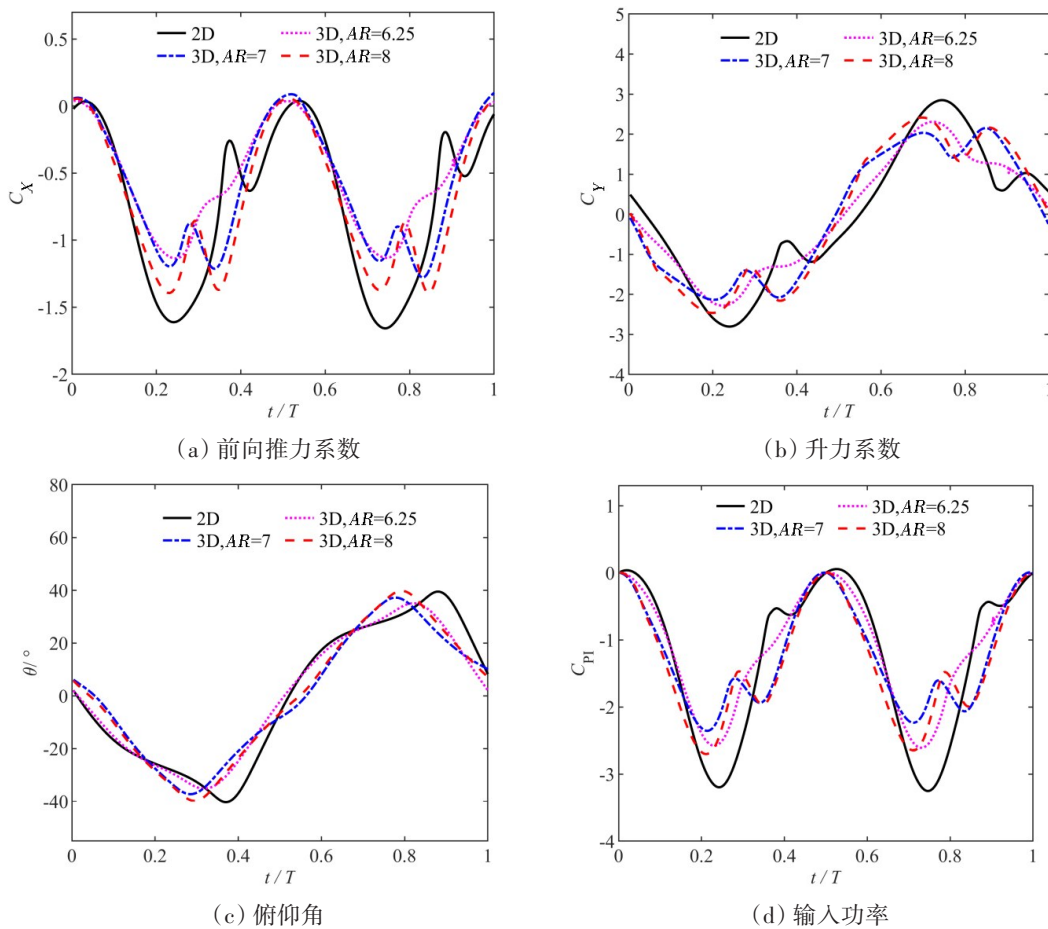 0.5
0
-0.5
-1
-1.5
-2
C_X
2D
3D, AR=6.25
3D, AR=7
3D, AR=8
0
0.2
0.4
0.6
0.8
1
t / T
(a) 前向推力系数
5
4
3
2
1
0
-1
-2
-3
-4
C_Y
2D
3D, AR=6.25
3D, AR=7
3D, AR=8
0
0.2
0.4
0.6
0.8
1
t / T
(b) 升力系数
80
60
40
20
0
-20
-40
θ/ °
2D
3D, AR=6.25
3D, AR=7
3D, AR=8
0
0.2
0.4
0.6
0.8
1
t / T
(c) 俯仰角
1
0
-1
-2
-3
-4
C_PI
2D
3D, AR=6.25
3D, AR=7
3D, AR=8
0
0.2
0.4
0.6
0.8
1
t / T
(d) 输入功率